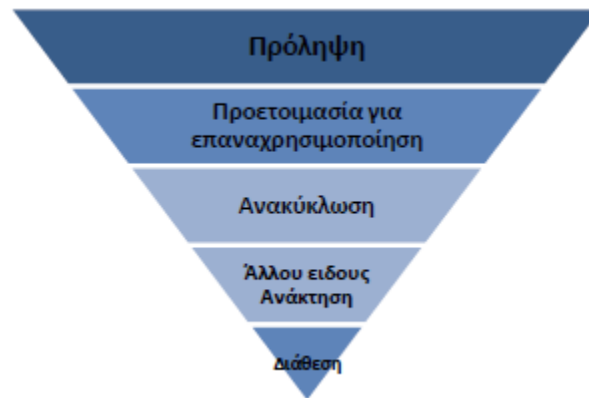 Πρόληψη
Προετοιμασία για
επαναχρησιμοποίηση
Ανακύκλωση
Άλλου ειδους
Ανάκτηση
Διάθεση